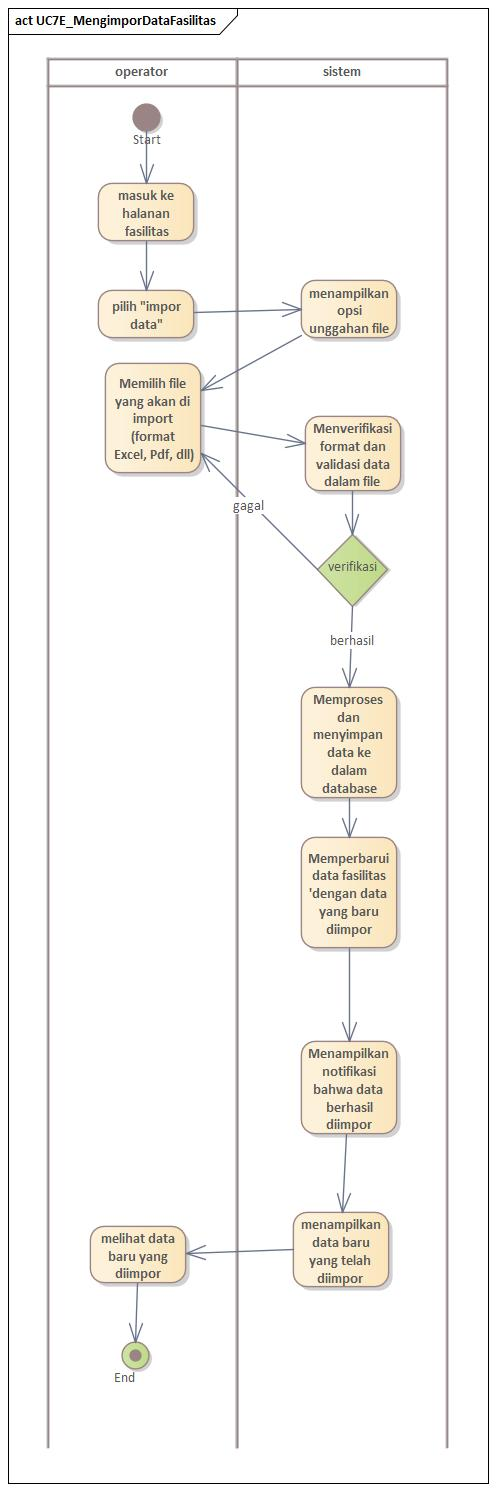 act UC7E_MengimporDataFasilitas
operator
sistem
Start
masuk ke
halanan
fasilitas
pilih "impor
data"
menampilkan
opsi
unggahan file
Memilih file
yang akan di
import
(format
Excel, Pdf, dll)
Menverifikasi
format dan
validasi data
dalam file
gagal
verifikasi
berhasil
Memproses
dan
menyimpan
data ke
dalam
database
Memperbarui
data fasilitas
'dengan data
yang baru
diimpor
Menampilkan
notifikasi
bahwa data
berhasil
diimpor
menampilkan
data baru
yang telah
diimpor
melihat data
baru yang
diimpor
End